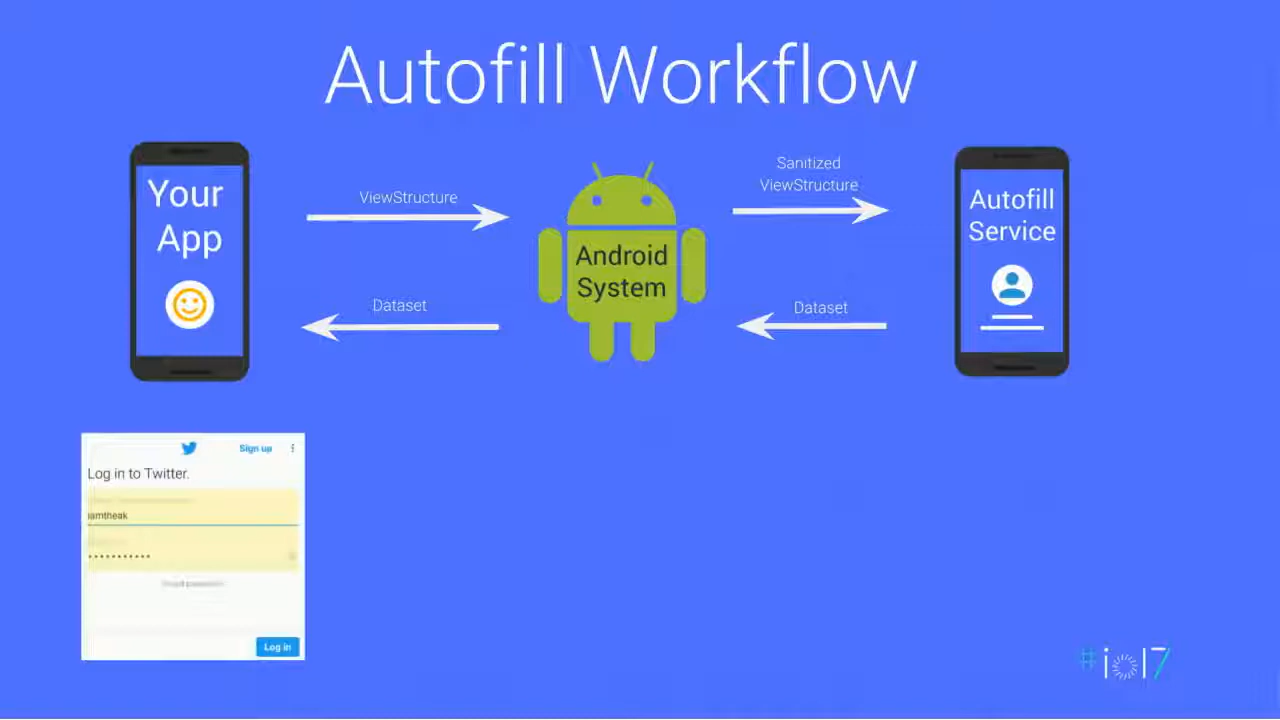 Autofill Workflow
Your
App
ViewStructure
Dataset
Android
System
Sanitized
ViewStructure
Dataset
Autofill
Service
Sign up
Log in to Twitter.
iamtheak
Log in
#io17